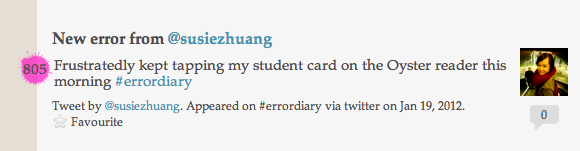 New error from @susiezhuang
805
Frustratedly kept tapping my student card on the Oyster reader this
morning #errordiary
Tweet by @susiezhuang. Appeared on #errordiary via twitter on Jan 19, 2012.
Favourite
0